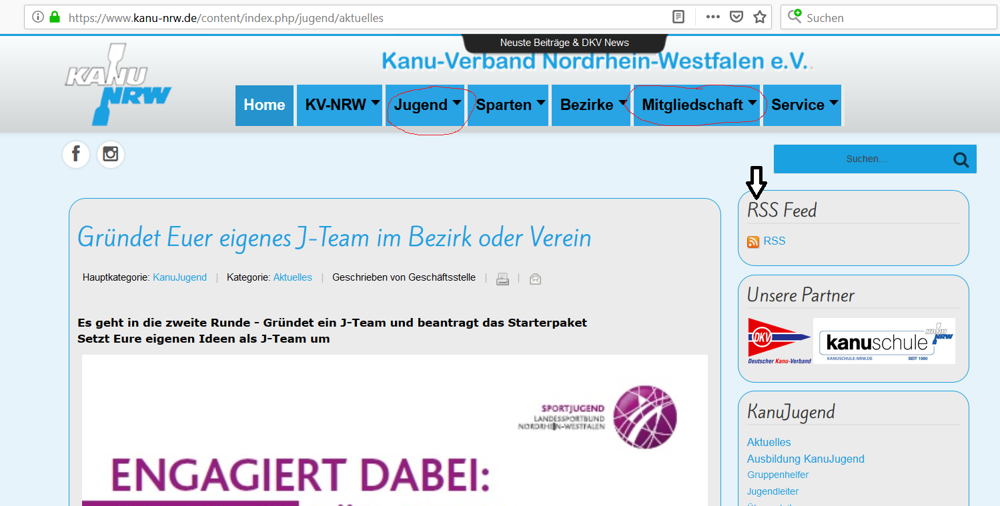 https://www.kanu-nrw.de/content/index.php/jugend/aktuelles
Suchen
Neuste Beiträge & DKV News
KANU
NRW
Kanu-Verband Nordrhein-Westfalen e.V.
Home KV-NRW Jugend Sparten Bezirke Mitgliedschaft Service
Suchen....
RSS Feed
RSS
Gründet Euer eigenes J-Team im Bezirk oder Verein
Hauptkategorie: KanuJugend | Kategorie: Aktuelles | Geschrieben von Geschäftsstelle
Es geht in die zweite Runde - Gründet ein J-Team und beantragt das Starterpaket
Setzt Eure eigenen Ideen als J-Team um
SPORTJUGEND
LANDESSPORTBUND
NORDRHEIN-WESTFALEN
ENGAGIERT DABEI:
Unsere Partner
DKV
Deutscher Kanu-Verband
kanuschule
KANU
NRW
KANUSCHULE-NRW.DE SEIT 1980
KanuJugend
Aktuelles
Ausbildung KanuJugend
Gruppenhelfer
Jugendleiter